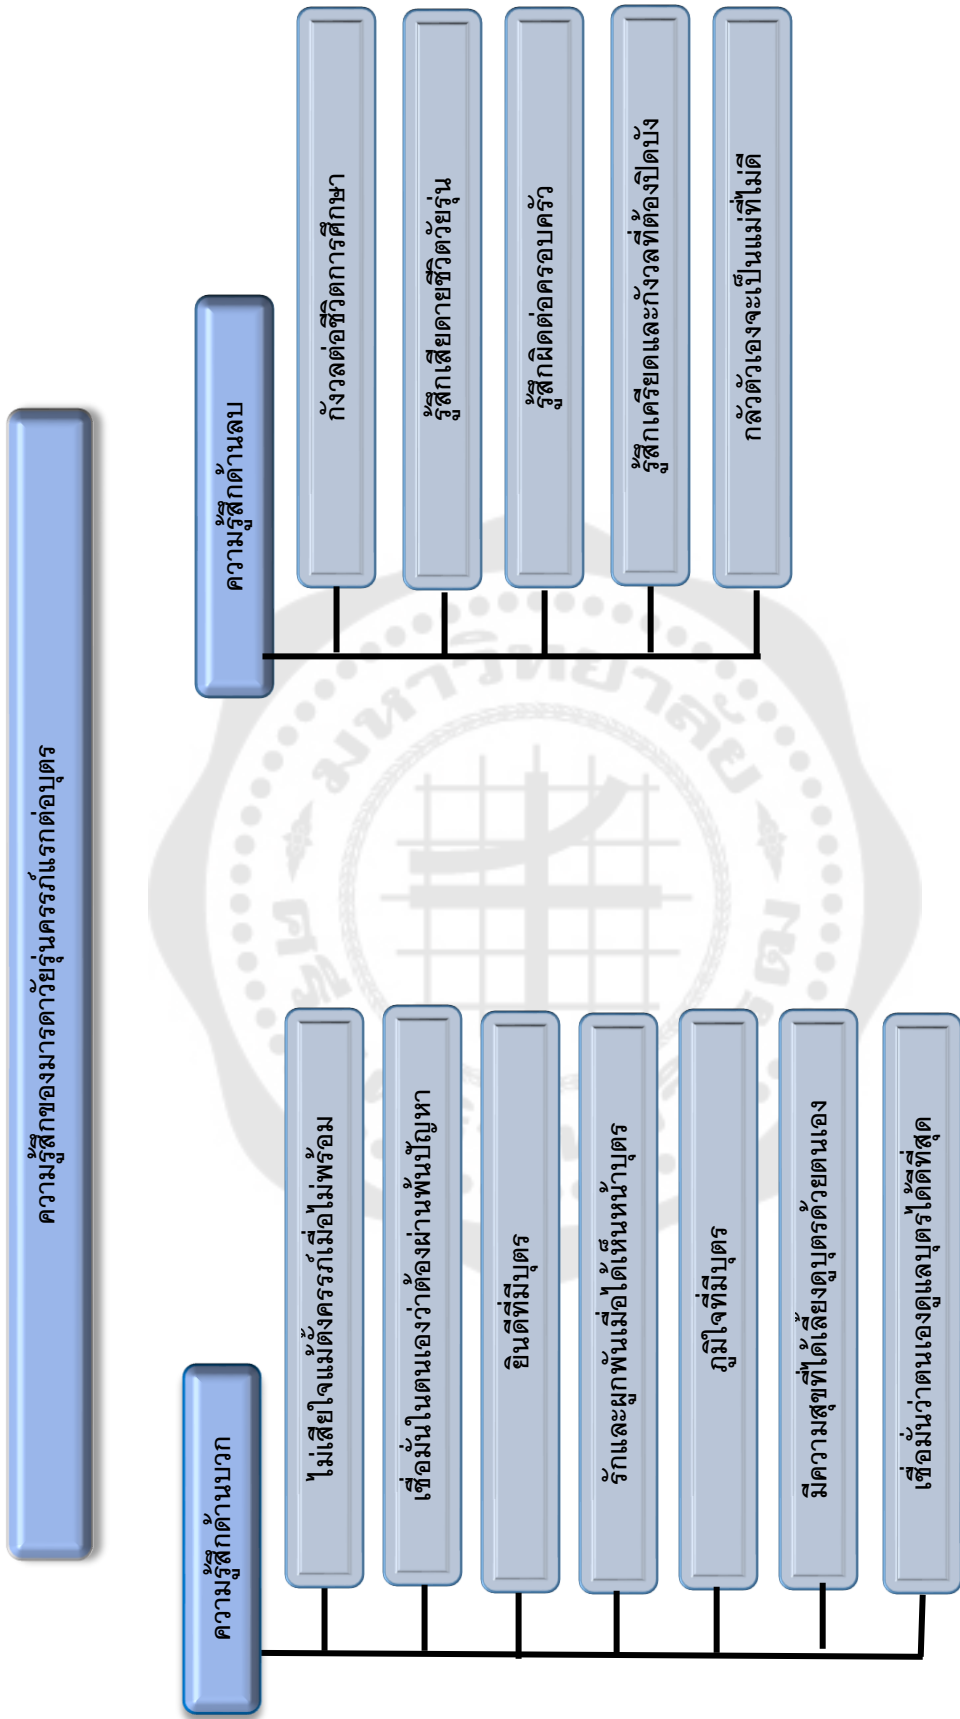 ความรู้สึกของมารดาวัยรุ่นครรภ์แรกต่อบุตร
ความรู้สึกด้านบวก
ไม่เสียใจแม้ตั้งครรภ์เมื่อไม่พร้อม
เชื่อมั่นในตนเองว่าต้องผ่านพ้นปัญหา
ยินดีที่มีบุตร
รักและผูกพันเมื่อได้เห็นหน้าบุตร
ภูมิใจที่มีบุตร
มีความสุขที่ได้เลี้ยงดูบุตรด้วยตนเอง
เชื่อมั่นว่าตนเองดูแลบุตรได้ดีที่สุด
ความรู้สึกด้านลบ
กังวลต่อชีวิตการศึกษา
รู้สึกเสียดายชีวิตวัยรุ่น
รู้สึกผิดต่อครอบครัว
รู้สึกเครียดและกังวลที่ต้องปิดบัง
กลัวตัวเองจะเป็นแม่ที่ไม่ดี
มหาวิทยาลัย
ศรี